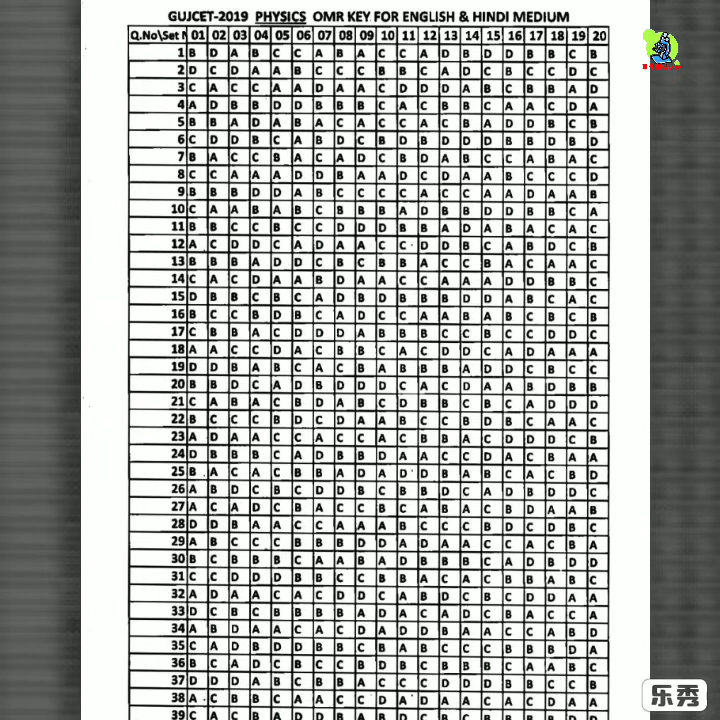 GUJCET-2019 PHYSICS OMR KEY FOR ENGLISH & HINDI MEDIUM
Q.No\Set 01 02 03 04 05 06 07 08 09 10 11 12 13 14 15 16 17 18 19 20
1 B D A B C C A B A C C A D B D D B B C B
2 D C D A A B C C C B B C A D C B C C D C
3 C A C C A A D A A C D D D A B C B B A D
4 A D B B D D B B B C A C B B C A A C D A
5 B B A D A B A C A C C A C B A D D B C B
6 C D D B C A B D C B D B D D D B B D B D
7 B A C C B A C A D C B D A B C C A B A C
8 C C A A A D D B A A D C D A A B C C C D
9 B B B D D A B C C C C A C C A A D A A B
10 C A A B A B C B B B A D B B D D B B C A
11 B B C C B C C D D D B B A D A B A C A C
12 A C D D C A D A A C C D D B C A B D C B
13 B B B A D D C B C B B A C C B A C A A C
14 C A C D A A B D A A C C A A A D D B B C
15 D B B C B C A D B D B B B D D A B C A C
16 B C C B D B C A D C C A A B A B C B C B
17 C B B A C D D D A B B B C C B C C D D C
18 A A C C D A C B B C A C D D C A D A A A
19 D D B A B C A C B A B B B A D D C B C C
20 B B D C A D B D D D C A C D A A B D B B
21 C A B A C B D A B C D B B C B C A D D D
22 B C C C B D C D A A B C C B D B C A A C
23 A D A A C C A C C A C B B A C D D D C B
24 D B B B C A D B B D A A C C D A C B A A
25 B A C A C B B A D A D D B A B C A C B D
26 A B D C B C D D B C B B D C A D B D D C
27 A C A D C B A C C B C A B A C B D A A B
28 D D B A A C C A A A B C C C B D C D B C
29 A B C C C B B B D D A D A A C C A C B A
30 B C B B B C A A B A D B B B C A D B D D
31 C C D D D B B C C B B A C A C B B A B C
32 A D A A C A C D D C A B D C B C D D A A
33 D C B C B B B B A D A C A D C B A C C A
34 A B D A A C A C D A D D B A A C C A B D
35 C A D B D D B B C B A B C C B B B B D A
36 B C A D C B C C B D B C B B B C A A B C
37 D D D A B C B B A C C C D D D B B C C B
38 A C B B C A A C C D A D A A C A C D A A
39 C A C B A D D B A B D C B B A C B B B B
乐秀